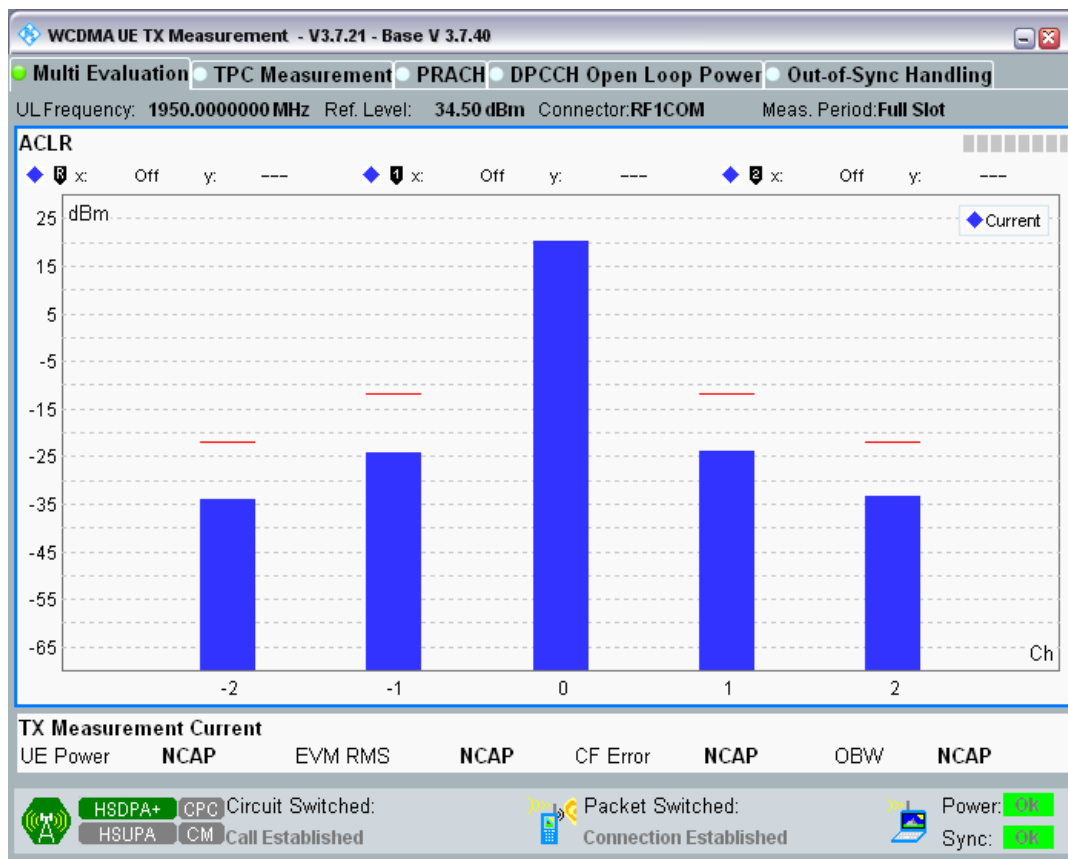 WCDMA UE TX Measurement - V3.7.21 - Base V 3.7.40
Multi Evaluation TPC Measurement PRACH DPCCH Open Loop Power Out-of-Sync Handling
UL Frequency: 1950.0000000 MHz Ref. Level: 34.50 dBm Connector:RF1COM Meas. Period:Full Slot
ACLR
R x: Off y: --- 1 x: Off y: --- 2 x: Off y: ---
25 dBm Current
15
5
-5
-15
-25
-35
-45
-55
-65 Ch
-2 -1 0 1 2
TX Measurement Current
UE Power NCAP EVM RMS NCAP CF Error NCAP OBW NCAP
HSDPA+ CPC Circuit Switched: Packet Switched: Power: OK
HSUPA CM Call Established Connection Established Sync: OK